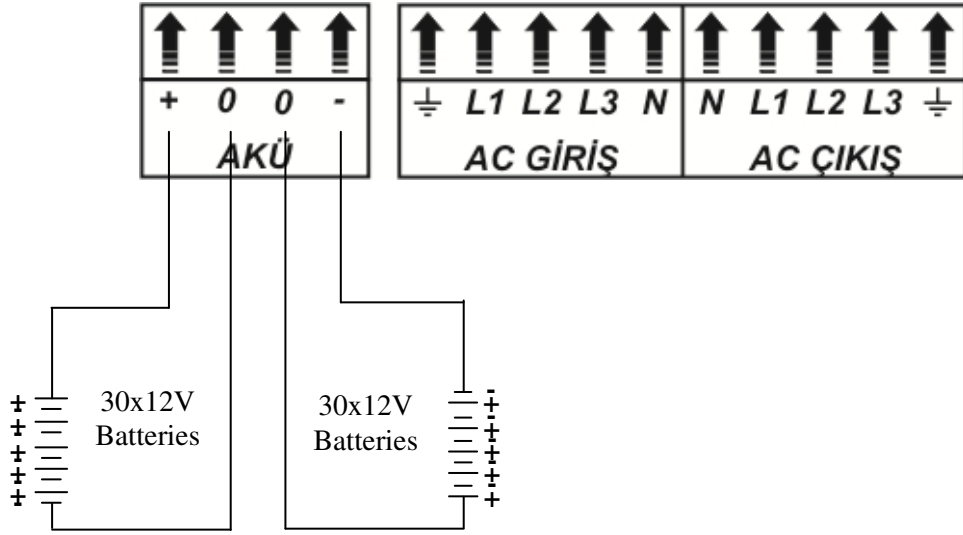 + 0 0 -
AKÜ
L1 L2 L3 N
AC GİRİŞ
N L1 L2 L3
AC ÇIKIŞ
30x12V
Batteries
30x12V
Batteries